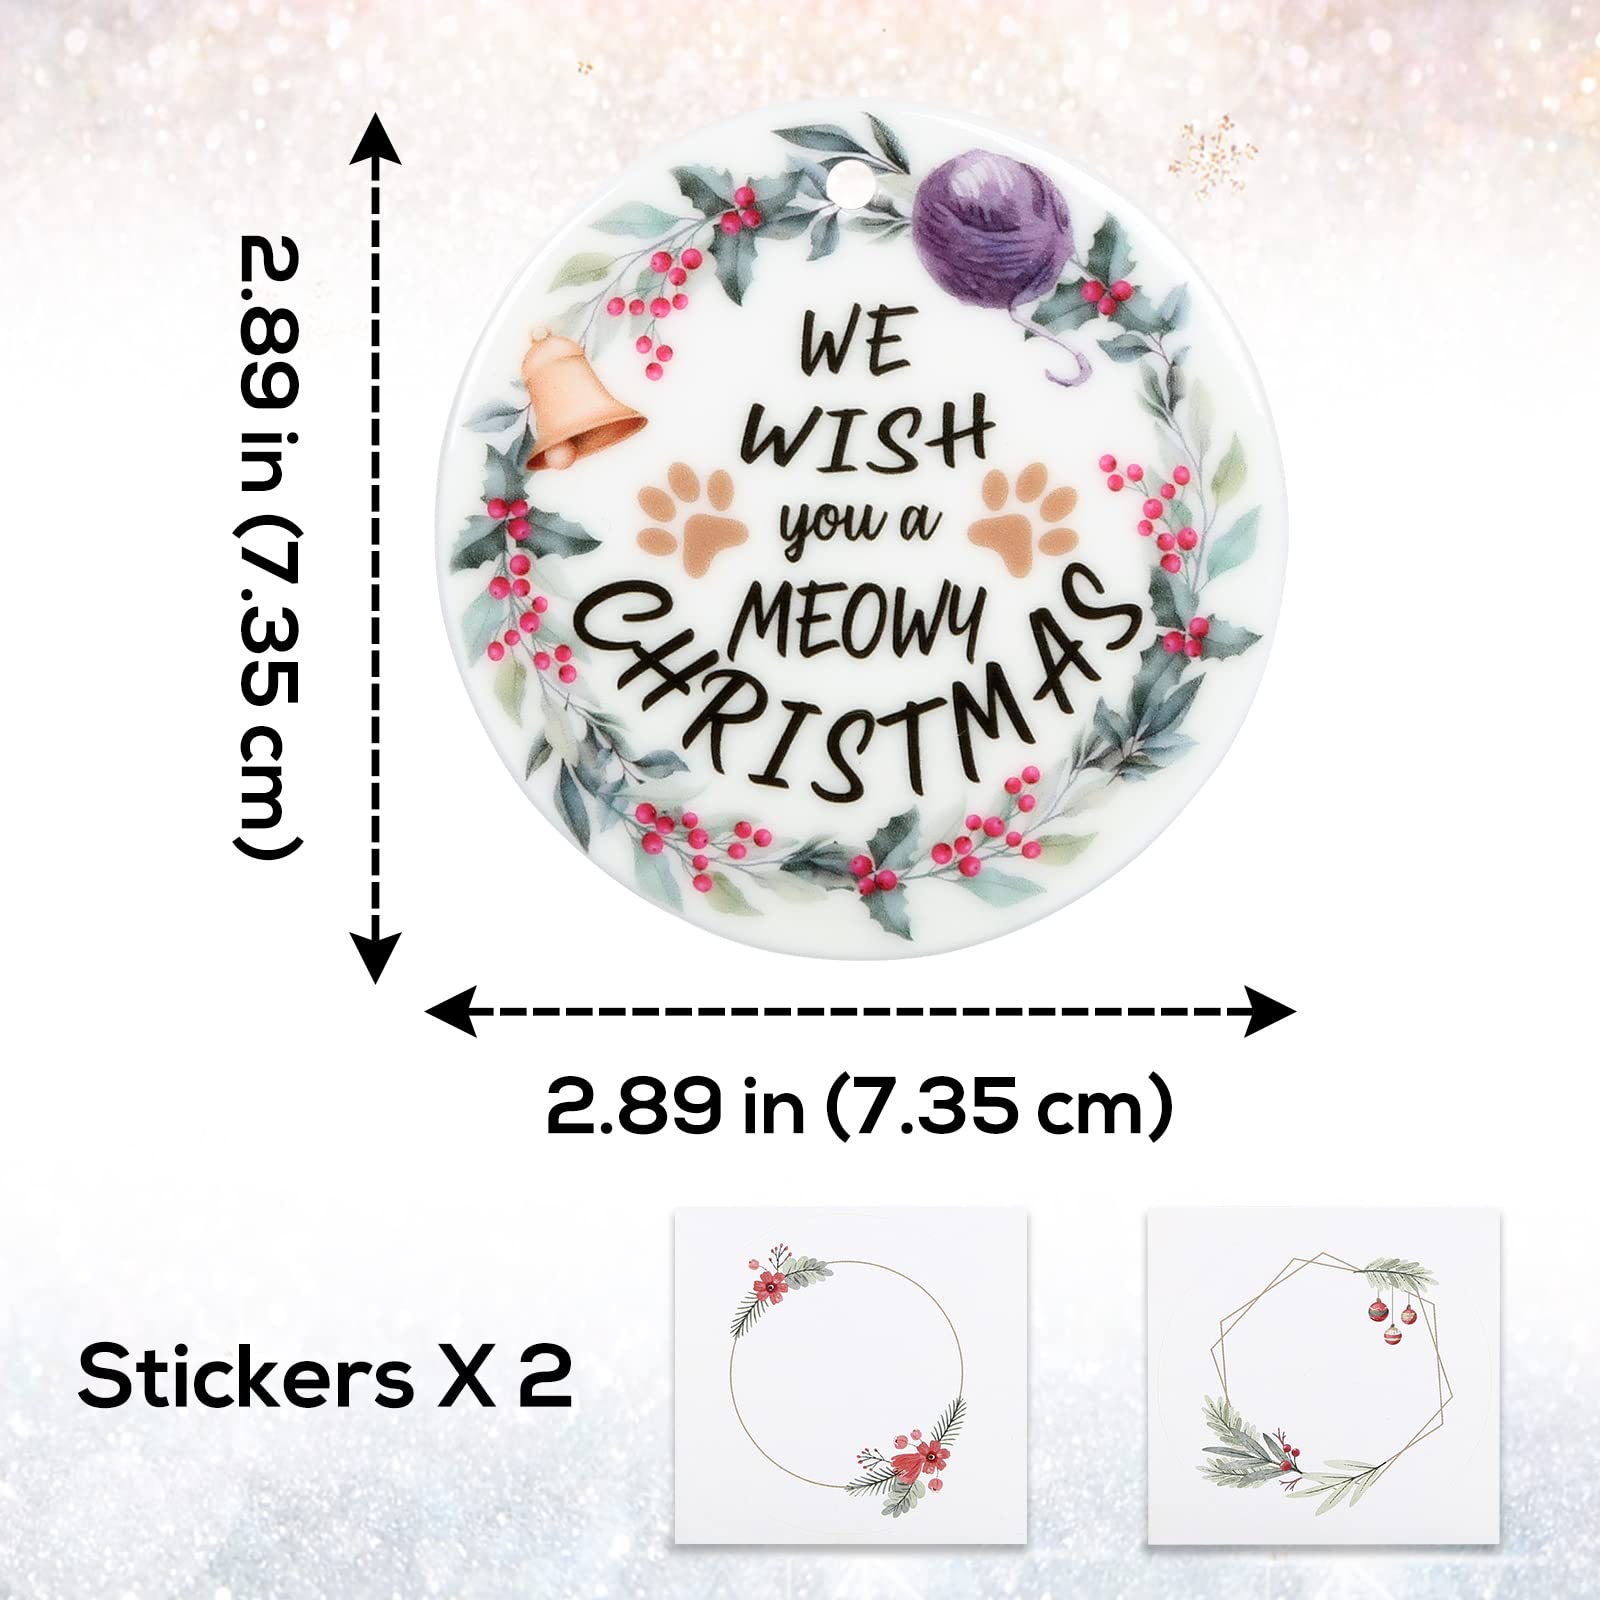 2.89 in (7.35 cm)
WE
WISH
you a
MEOWY
CHRISTMAS
2.89 in (7.35 cm)
Stickers X 2